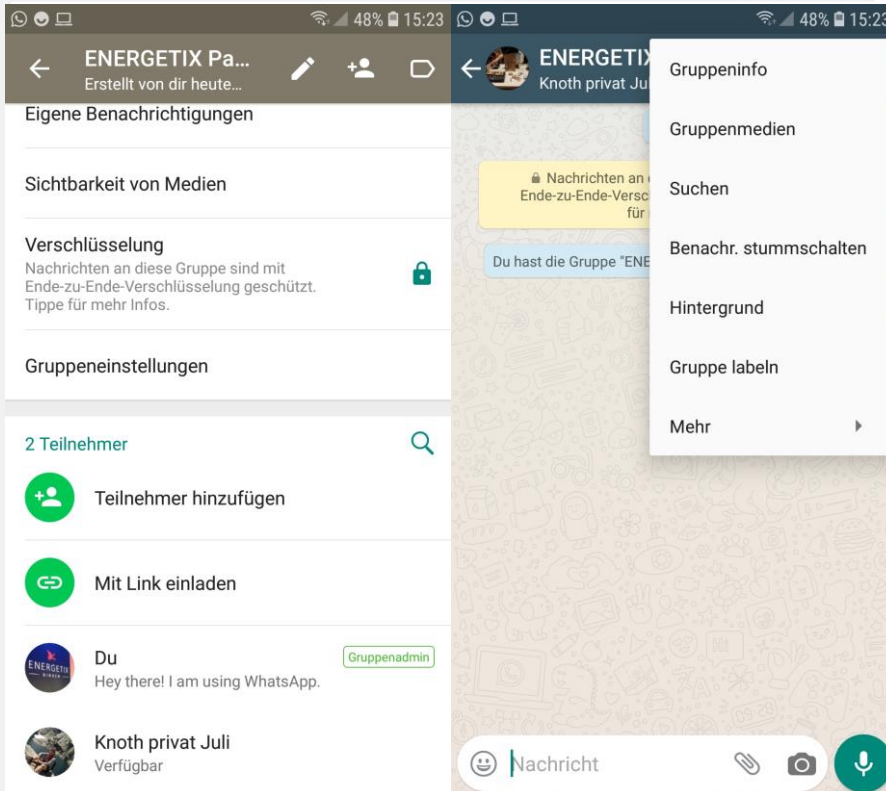 48% 15:23
ENERGETIX Pa...
Erstellt von dir heute...
Eigene Benachrichtigungen
Sichtbarkeit von Medien
Verschlüsselung
Nachrichten an diese Gruppe sind mit
Ende-zu-Ende-Verschlüsselung geschützt.
Tippe für mehr Infos.
Gruppeneinstellungen
2 Teilnehmer
Teilnehmer hinzufügen
Mit Link einladen
ENERGETIX
BINGEN
Du
Gruppenadmin
Hey there! I am using WhatsApp.
Knoth privat Juli
Verfügbar
48% 15:23
ENERGETIX
Knoth privat Jul
Nachrichten an
Ende-zu-Ende-Versc
für
Du hast die Gruppe "ENE
Gruppeninfo
Gruppenmedien
Suchen
Benachr. stummschalten
Hintergrund
Gruppe labeln
Mehr
Nachricht